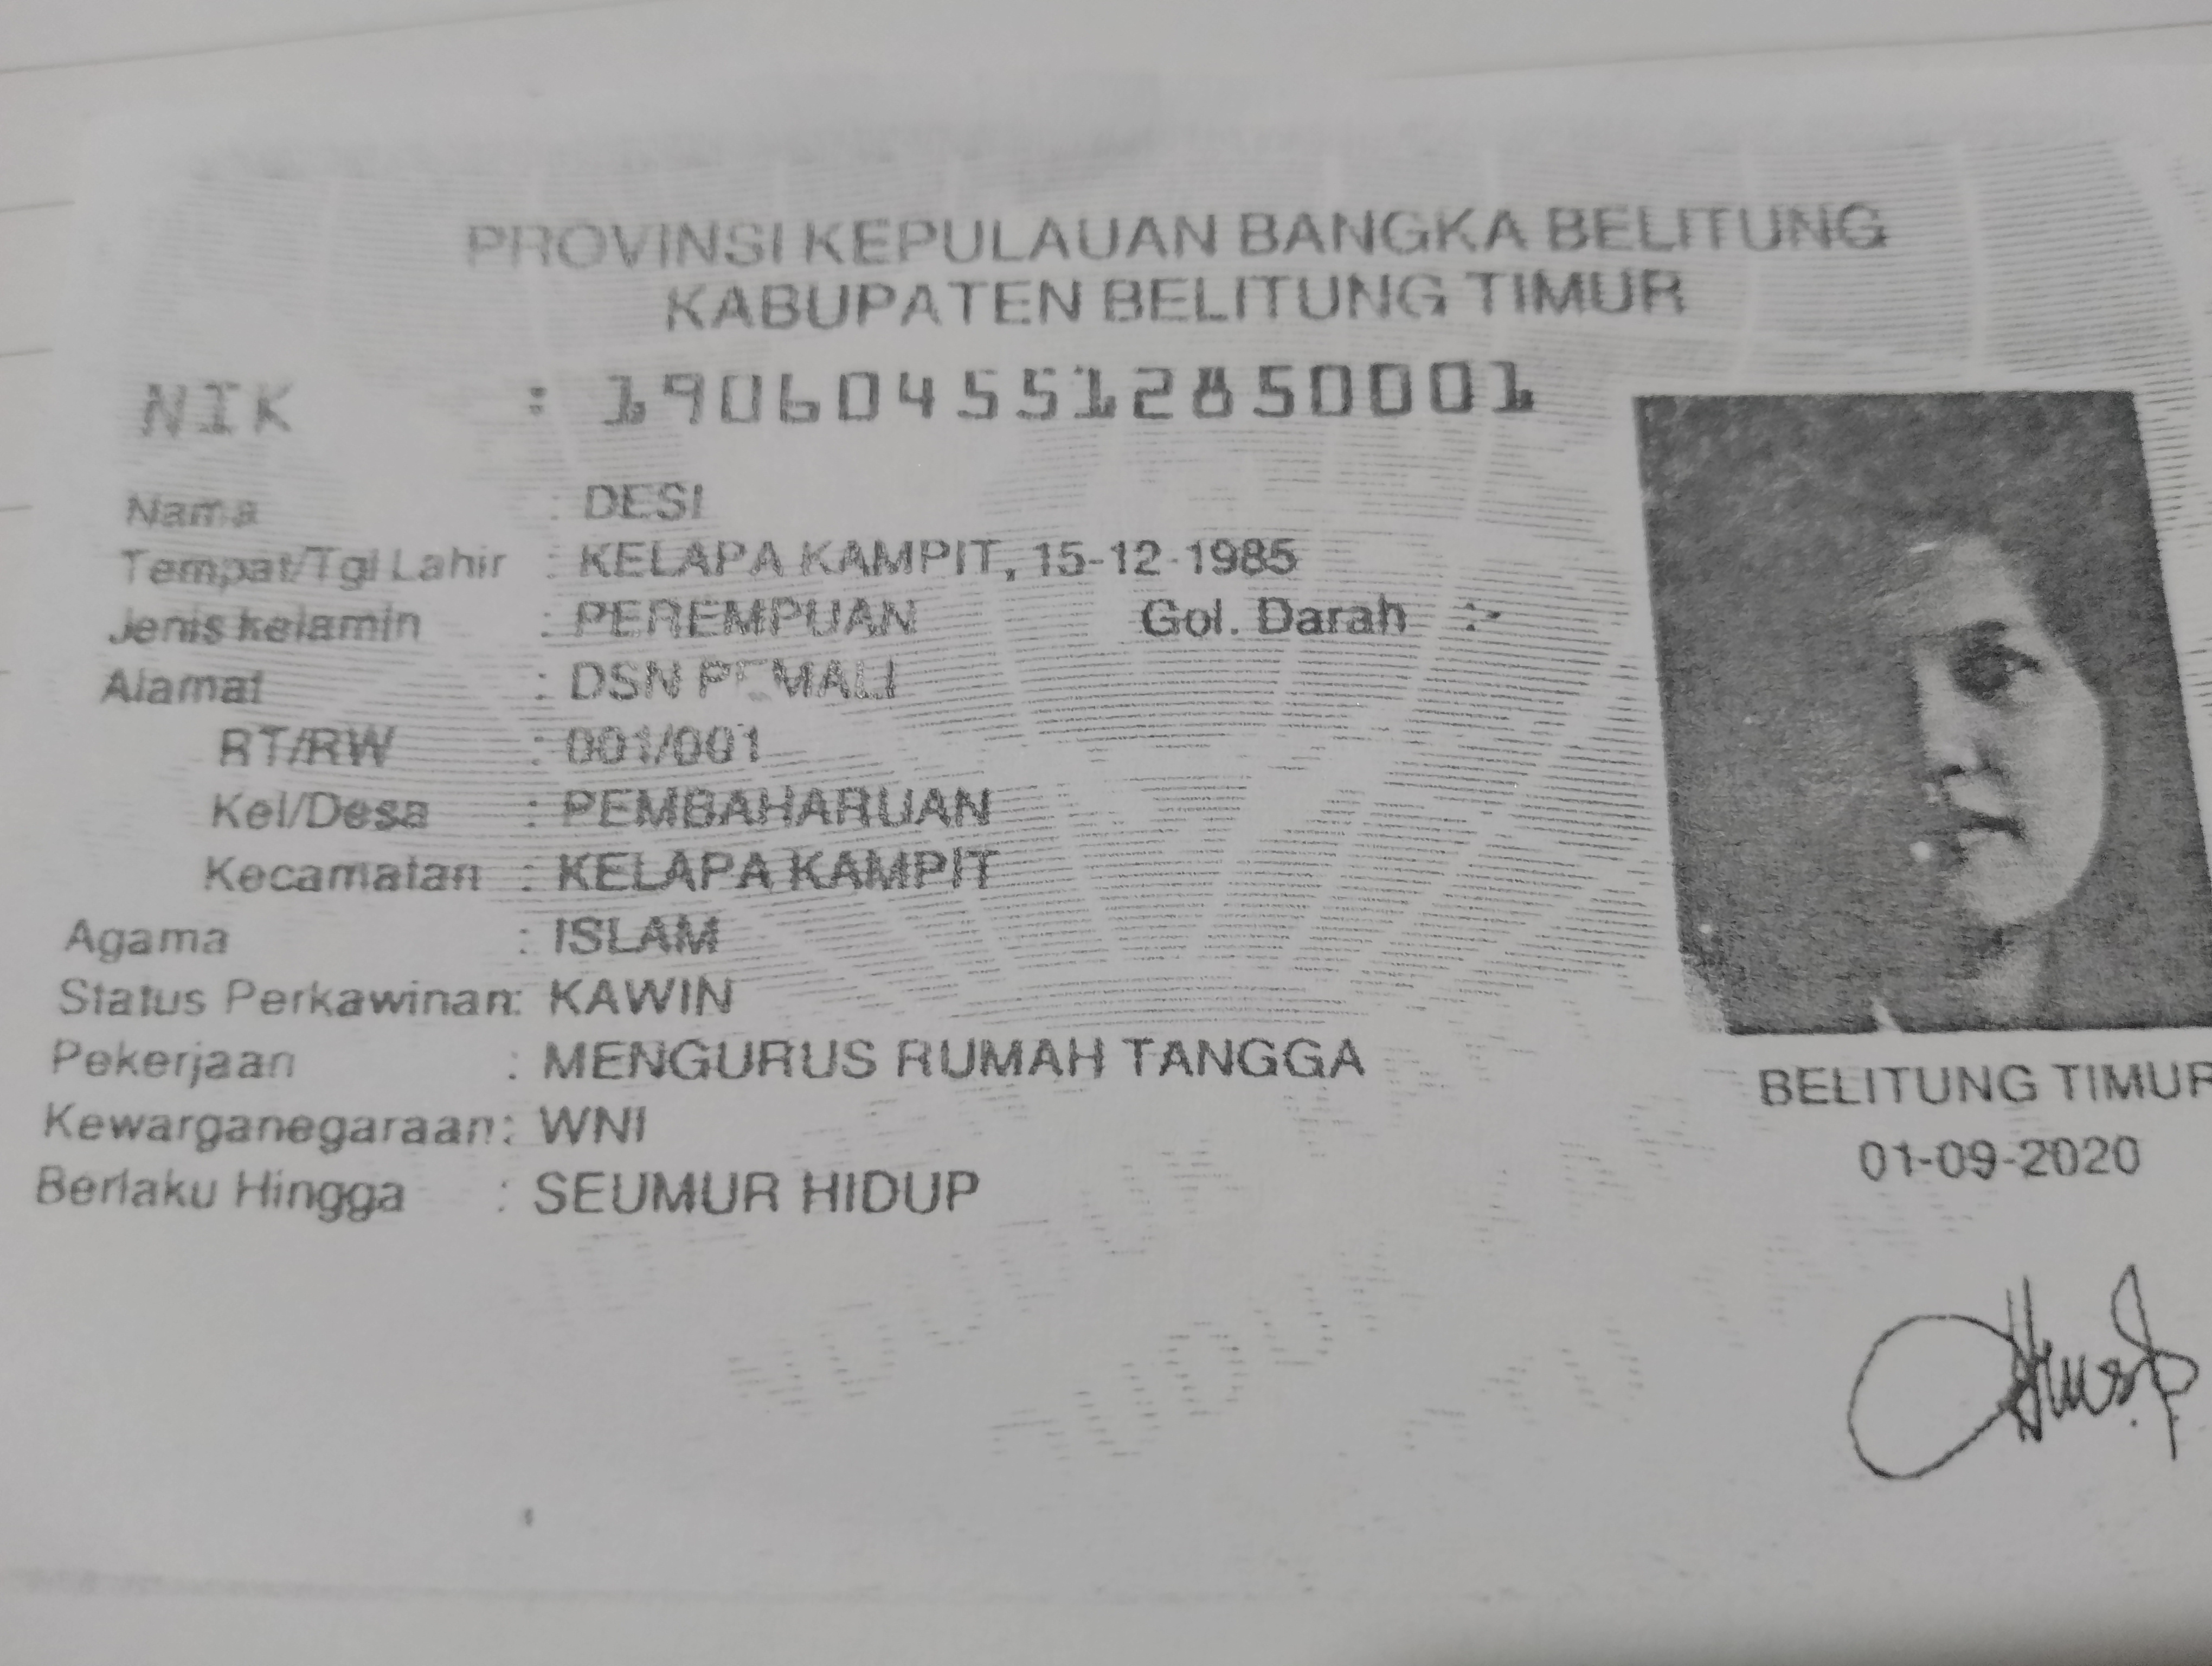 PROVINSI KEPULAUAN BANGKA BELITUNG
KABUPATEN BELITUNG TIMUR
NIK : 1906045512850001
Nama : DESI
Tempat/Tgl Lahir : KELAPA KAMPIT, 15-12-1985
Jenis kelamin : PEREMPUAN Gol. Darah :-
Alamat : DSN PEMALI
RT/RW : 001/001
Kel/Desa : PEMBAHARUAN
Kecamatan : KELAPA KAMPIT
Agama : ISLAM
Status Perkawinan: KAWIN
Pekerjaan : MENGURUS RUMAH TANGGA
Kewarganegaraan: WNI
Berlaku Hingga : SEUMUR HIDUP
BELITUNG TIMUR
01-09-2020